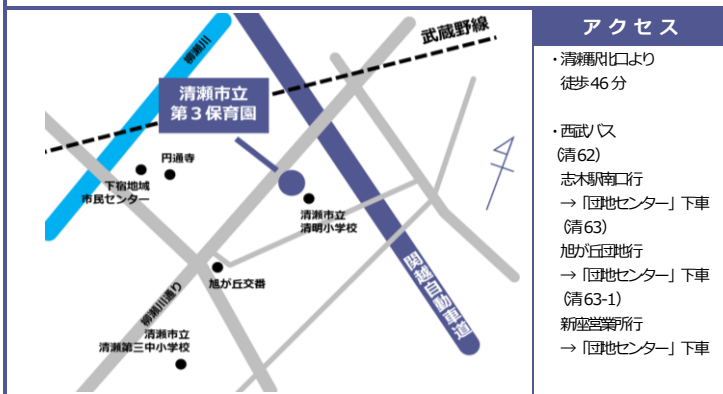 柳瀬川
武蔵野線
清瀬市立
第３保育園
円通寺
下宿地域
市民センター
清瀬市立
清明小学校
旭が丘交番
関越自動車道
柳瀬川通り
清瀬市立
清瀬第三中小学校
アクセス
・清瀬駅北口より
徒歩46分
・西武バス
(清62)
志木駅南口行
→「団地センター」下車
(清63)
旭が丘団地行
→「団地センター」下車
(清63-1)
新座営業所行
→「団地センター」下車